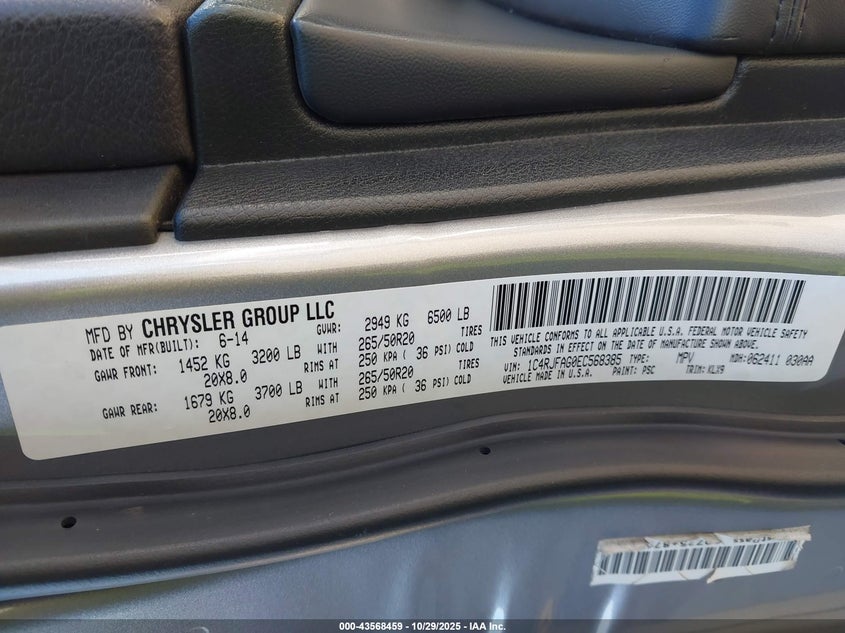 MFD BY CHRYSLER GROUP LLC
DATE OF MFR(BUILT): 6-14 GVWR: 2949 KG 6500 LB
GAWR FRONT: 1452 KG 3200 LB WITH 265/50R20 TIRES
20X8.0 RIMS AT 250 KPA ( 36 PSI) COLD
GAWR REAR: 1679 KG 3700 LB WITH 265/50R20 TIRES
20X8.0 RIMS AT 250 KPA ( 36 PSI) COLD
THIS VEHICLE CONFORMS TO ALL APPLICABLE U.S.A. FEDERAL MOTOR VEHICLE SAFETY
STANDARDS IN EFFECT ON THE DATE OF MANUFACTURE SHOWN ABOVE.
VIN: 1C4RJFAG0EC568385 TYPE: MPV MDH: 062411 030AA
VEHICLE MADE IN U.S.A. PAINT: PSC TRIM: KLX9
000-43568459 - 10/29/2025 - IAA Inc.